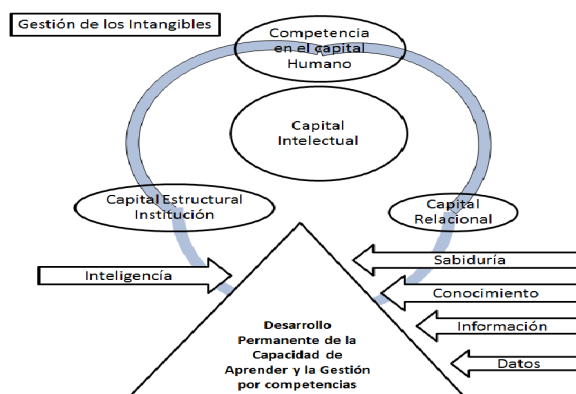 Gestión de los Intangibles
Competencia
en el capital
Humano
Capital
Intelectual
Capital Estructural
Institución
Capital
Relacional
Inteligencía
Sabiduría
Conocimiento
Información
Datos
Desarrollo
Permanente de la
Capacidad de
Aprender y la Gestión
por competencias